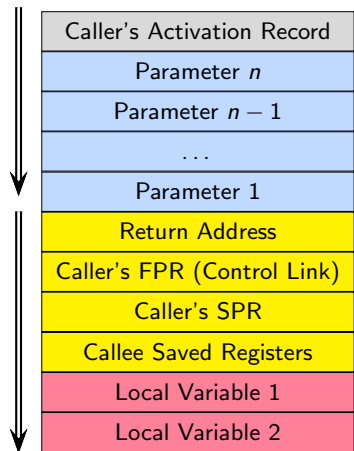 Caller's Activation Record
Parameter n
Parameter n − 1
...
Parameter 1
Return Address
Caller's FPR (Control Link)
Caller's SPR
Callee Saved Registers
Local Variable 1
Local Variable 2